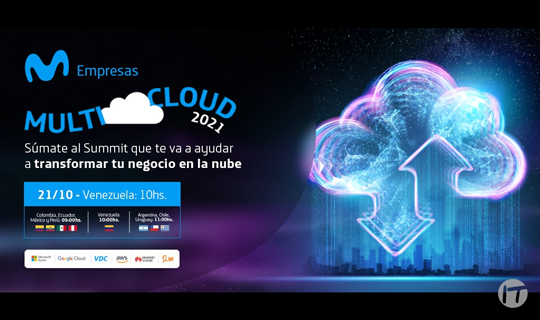 Empresas
MULTI CLOUD
2021
Súmate al Summit que te va a ayudar
a transformar tu negocio en la nube
21/10 - Venezuela: 10hs.
Colombia, Ecuador,
México y Perú: 09:00hs.
Venezuela:
10:00hs.
Argentina, Chile,
Uruguay: 11:00hs.
Microsoft
Azure
Google Cloud
VDC
aws
HUAWEI CLOUD
IT